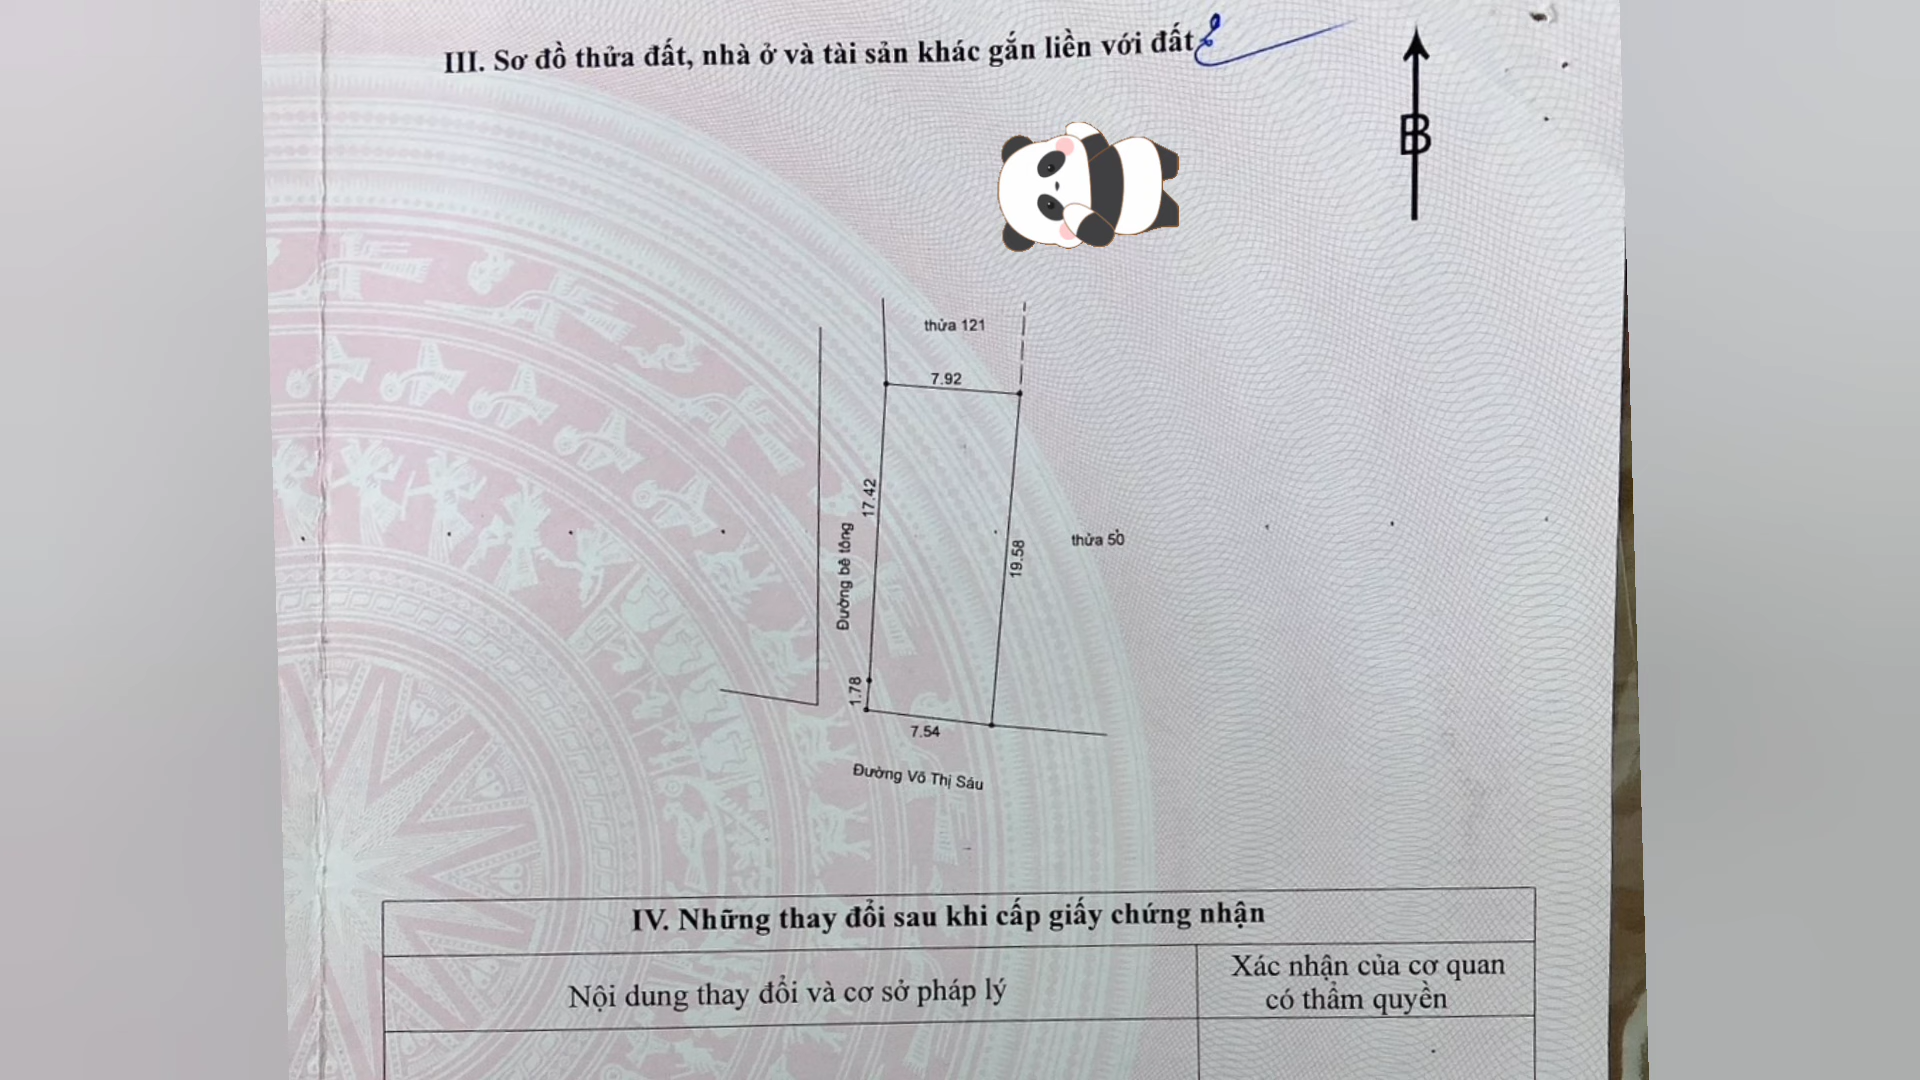 III. Sơ đồ thửa đất, nhà ở và tài sản khác gắn liền với đất
B
thửa 121
7.92
17.42
Đường bê tông
19.58
thửa 50
1.78
7.54
Đường Võ Thị Sáu
IV. Những thay đổi sau khi cấp giấy chứng nhận
Nội dung thay đổi và cơ sở pháp lý
Xác nhận của cơ quan
có thẩm quyền